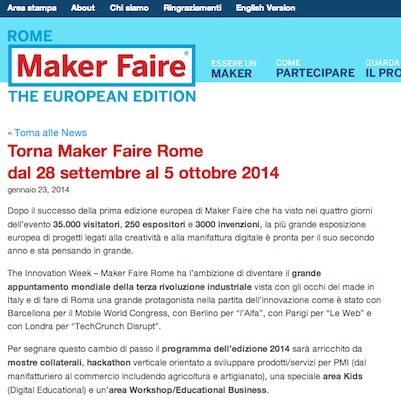 Area stampa About Chi siamo Ringraziamenti English Version
ROME
Maker Faire®
THE EUROPEAN EDITION
ESSERE UN
MAKER
COME
PARTECIPARE
GUARDA
IL PRO
« Torna alle News
Torna Maker Faire Rome
dal 28 settembre al 5 ottobre 2014
gennaio 23, 2014
Dopo il successo della prima edizione europea di Maker Faire che ha visto nei quattro giorni
dell'evento 35.000 visitatori, 250 espositori e 3000 invenzioni, la più grande esposizione
europea di progetti legati alla creatività e alla manifattura digitale è pronta per il suo secondo
anno e sta pensando in grande.
The Innovation Week – Maker Faire Rome ha l'ambizione di diventare il grande
appuntamento mondiale della terza rivoluzione industriale vista con gli occhi del made in
Italy e di fare di Roma una grande protagonista nella partita dell'innovazione come è stato con
Barcellona per il Mobile World Congress, con Berlino per "l'Aifa", con Parigi per "Le Web" e
con Londra per "TechCrunch Disrupt".
Per segnare questo cambio di passo il programma dell'edizione 2014 sarà arricchito da
mostre collaterali, hackathon verticale orientato a sviluppare prodotti/servizi per PMI (dal
manifatturiero al commercio includendo agricoltura e artigianato), una speciale area Kids
(Digital Educational) e un'area Workshop/Educational Business.